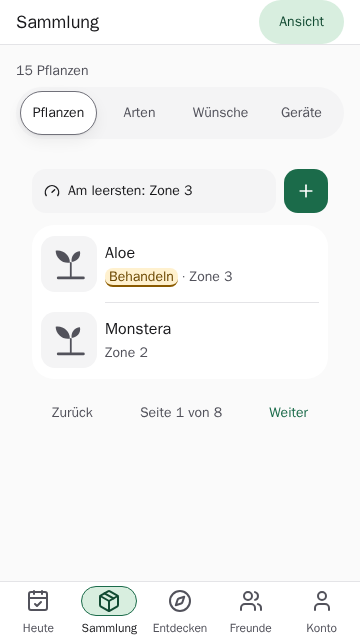 Sammlung
Ansicht
15 Pflanzen
Pflanzen Arten Wünsche Geräte
Am leersten: Zone 3
Aloe
Behandeln · Zone 3
Monstera
Zone 2
Zurück Seite 1 von 8 Weiter
Heute Sammlung Entdecken Freunde Konto